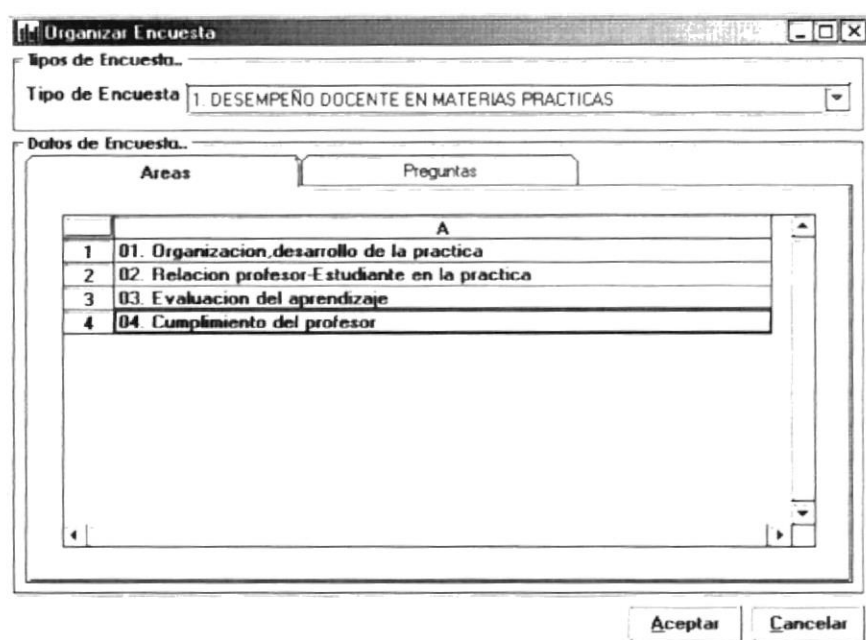 Organizar Encuesta
Tipos de Encuesta..
Tipo de Encuesta 1. DESEMPEÑO DOCENTE EN MATERIAS PRACTICAS
Datos de Encuesta..
Areas Preguntas
A
1 01. Organizacion,desarrollo de la practica
2 02. Relacion profesor-Estudiante en la practica
3 03. Evaluacion del aprendizaje
4 04. Cumplimiento del profesor
Aceptar Cancelar